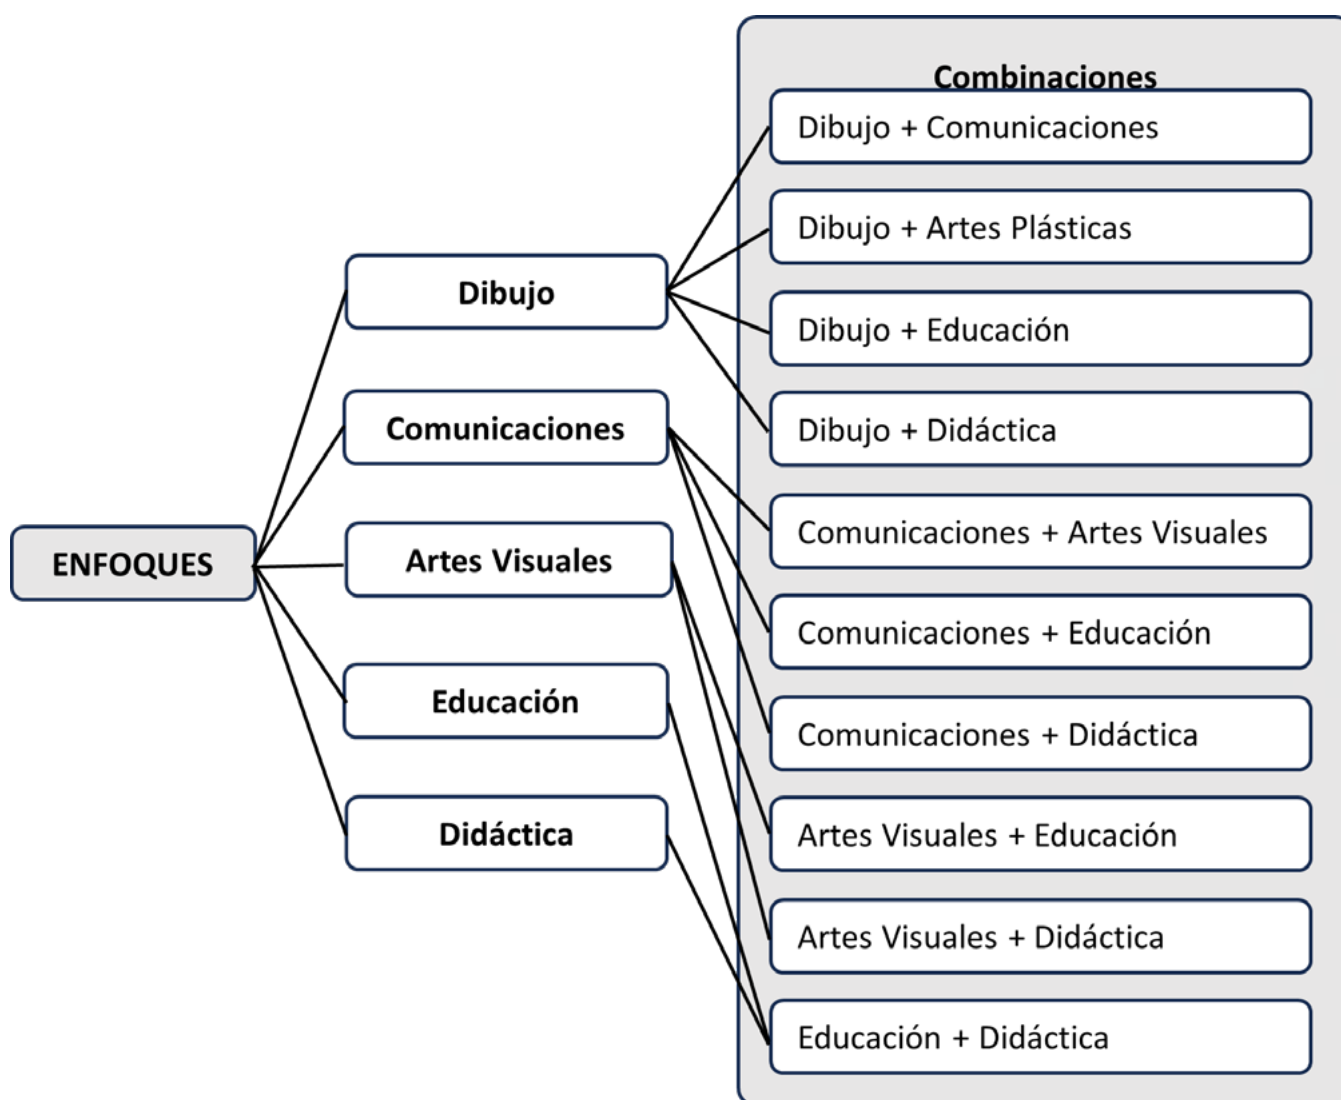 ENFOQUES
Dibujo
Comunicaciones
Artes Visuales
Educación
Didáctica
Combinaciones
Dibujo + Comunicaciones
Dibujo + Artes Plásticas
Dibujo + Educación
Dibujo + Didáctica
Comunicaciones + Artes Visuales
Comunicaciones + Educación
Comunicaciones + Didáctica
Artes Visuales + Educación
Artes Visuales + Didáctica
Educación + Didáctica